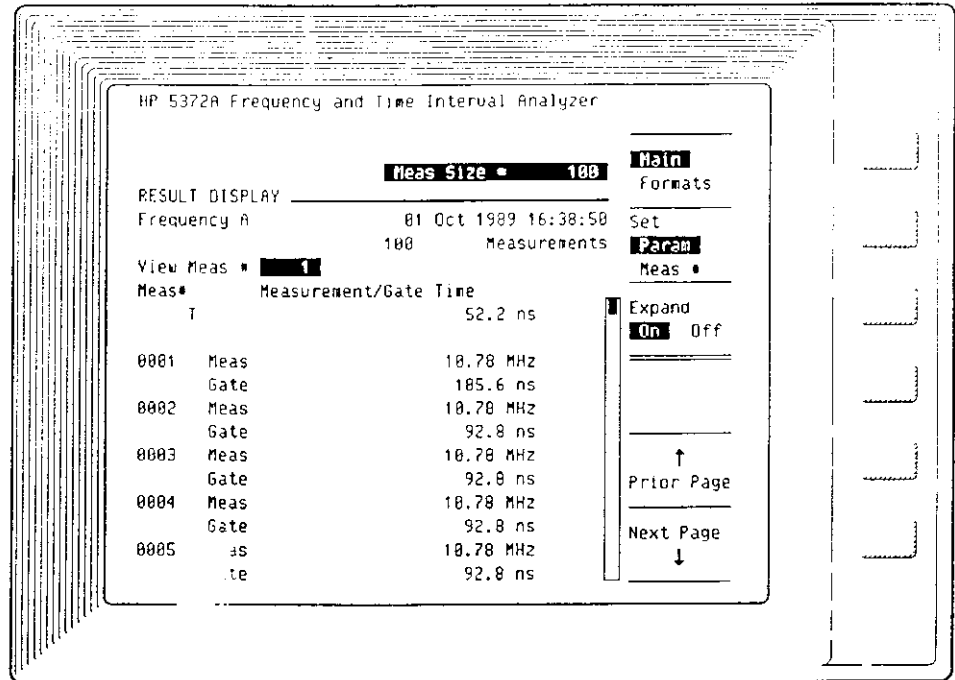 HP 5372A Frequency and Time Interval Analyzer
Meas Size = 100
RESULT DISPLAY
Frequency A 01 Oct 1989 16:38:50
100 Measurements
View Meas # 1
Meas# Measurement/Gate Time
T 52.2 ns
0001 Meas 10.78 MHz
Gate 185.6 ns
0002 Meas 10.78 MHz
Gate 92.8 ns
0003 Meas 10.78 MHz
Gate 92.8 ns
0004 Meas 10.78 MHz
Gate 92.8 ns
0005 as 10.78 MHz
te 92.8 ns
Main
Formats
Set
Param
Meas #
Expand
On Off
↑
Prior Page
Next Page
↓